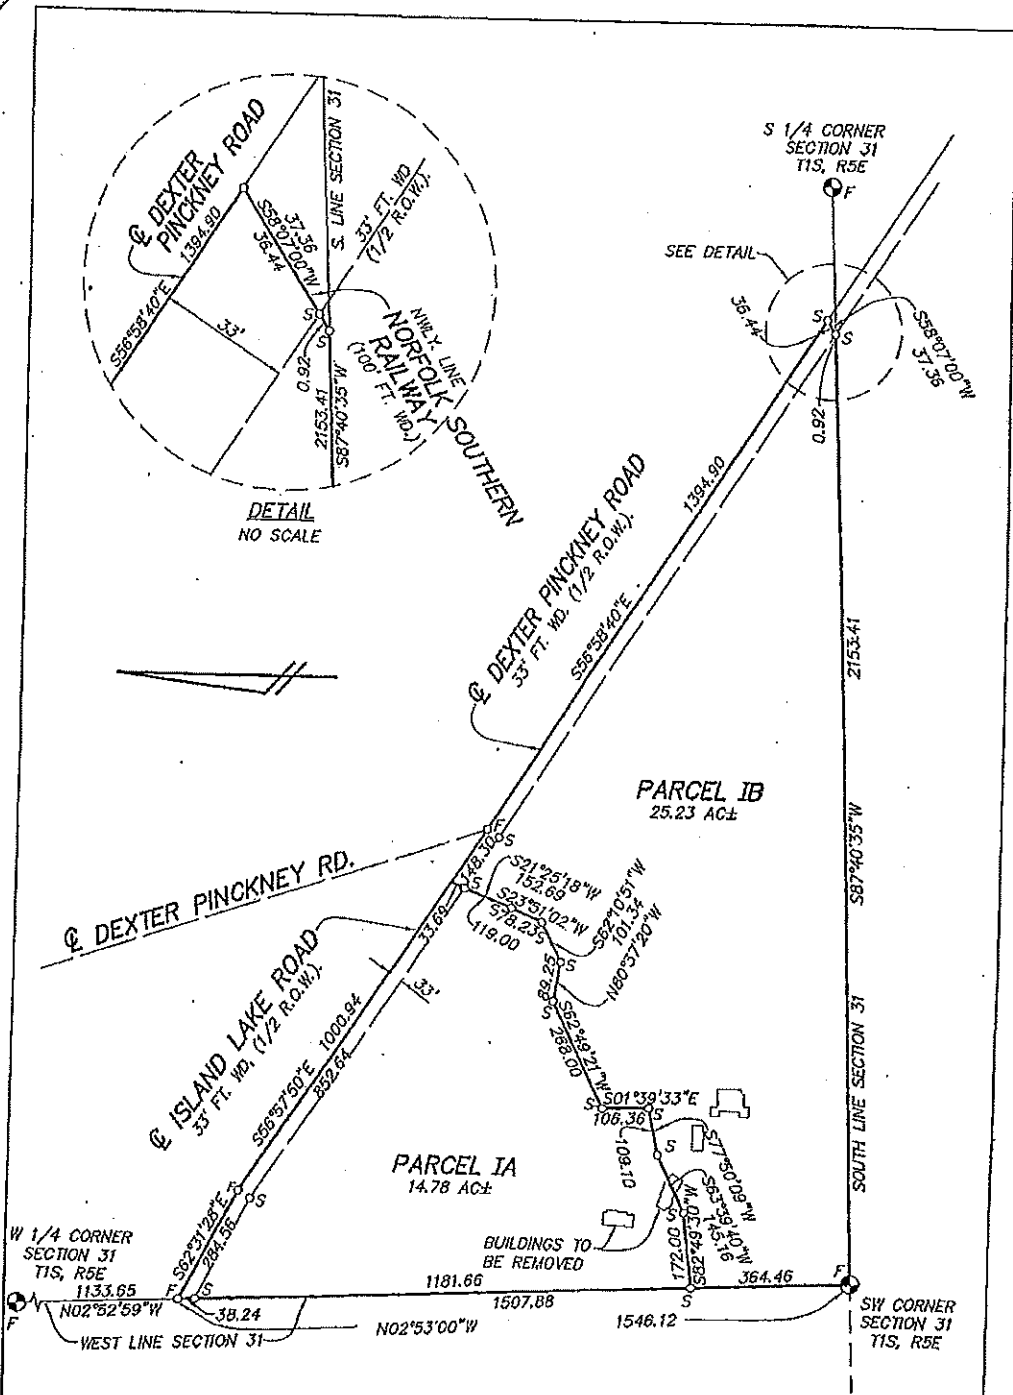 ℄ DEXTER
PINCKNEY ROAD
1394.90
S56°58'40"E
37.36
S58°07'00"W
36.44
S. LINE SECTION 31
33' FT. WD
(1/2 R.O.W.).
33'
S
S
0.92
2153.41
S87°40'35"W
NWLY. LINE
NORFOLK SOUTHERN
RAILWAY
(100' FT. WD.)
DETAIL
NO SCALE
S 1/4 CORNER
SECTION 31
T1S, R5E
F
SEE DETAIL
36.44
S
S
S58°07'00"W
37.36
0.92
1394.90
℄ DEXTER PINCKNEY ROAD
33' FT. WD. (1/2 R.O.W.).
S56°58'40"E
2153.41
S87°40'35"W
SOUTH LINE SECTION 31
PARCEL IB
25.23 AC±
℄ DEXTER PINCKNEY RD.
F
S
148.30
S
S21°25'18"W
152.69
S23°51'02"W
S78.23S
119.00
S62°10'51"W
101.34
N80°37'20"W
S
89.25
S
S62°49'21"W
268.00
33.69
33'
℄ ISLAND LAKE ROAD
33' FT. WD. (1/2 R.O.W.).
1000.94
S56°57'50"E
852.64
S
S01°39'33"E
106.36
S
109.10
S77°50'09"W
S
S63°39'40"W
145.16
S
172.00
S82°49'30"W
PARCEL IA
14.78 AC±
BUILDINGS TO
BE REMOVED
S62°31'28"E
284.56
S
W 1/4 CORNER
SECTION 31
T1S, R5E
1133.65
N02°52'59"W
F
F
S
38.24
WEST LINE SECTION 31
1181.66
1507.88
N02°53'00"W
S
364.46
1546.12
F
SW CORNER
SECTION 31
T1S, R5E